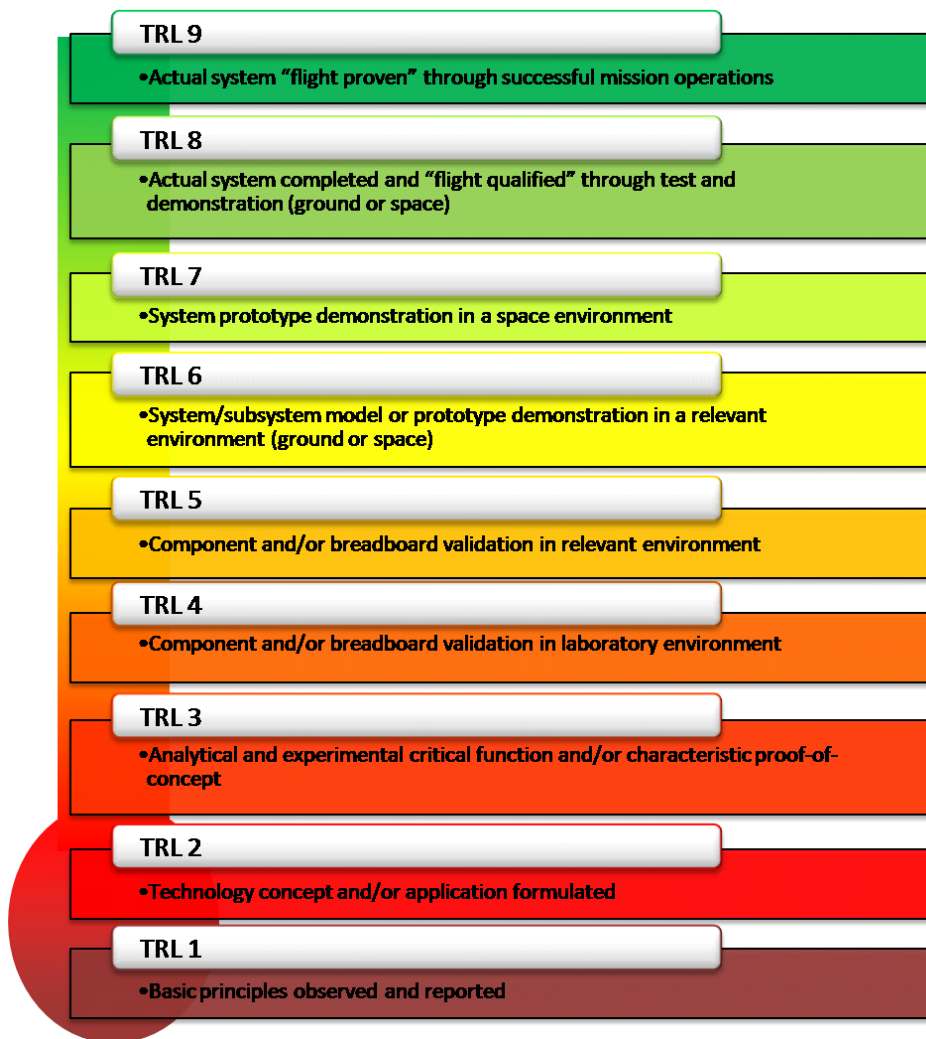 TRL 9
•Actual system “flight proven” through successful mission operations
TRL 8
•Actual system completed and “flight qualified” through test and
demonstration (ground or space)
TRL 7
•System prototype demonstration in a space environment
TRL 6
•System/subsystem model or prototype demonstration in a relevant
environment (ground or space)
TRL 5
•Component and/or breadboard validation in relevant environment
TRL 4
•Component and/or breadboard validation in laboratory environment
TRL 3
•Analytical and experimental critical function and/or characteristic proof-of-
concept
TRL 2
•Technology concept and/or application formulated
TRL 1
•Basic principles observed and reported